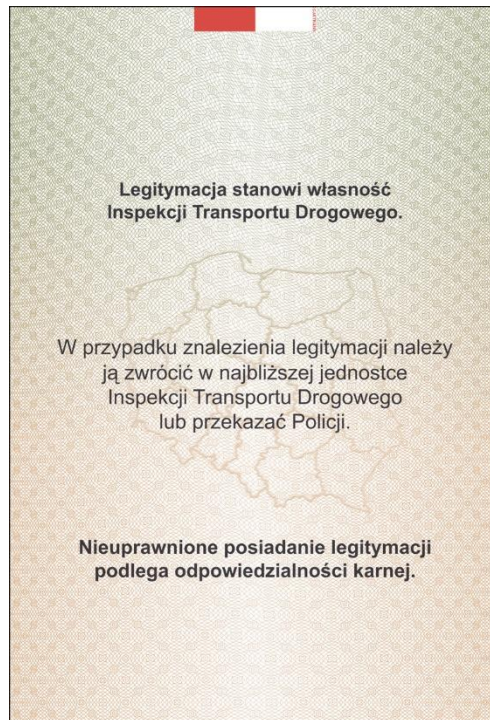 Legitymacja stanowi własność
Inspekcji Transportu Drogowego.
W przypadku znalezienia legitymacji należy
ją zwrócić w najbliższej jednostce
Inspekcji Transportu Drogowego
lub przekazać Policji.
Nieuprawnione posiadanie legitymacji
podlega odpowiedzialności karnej.